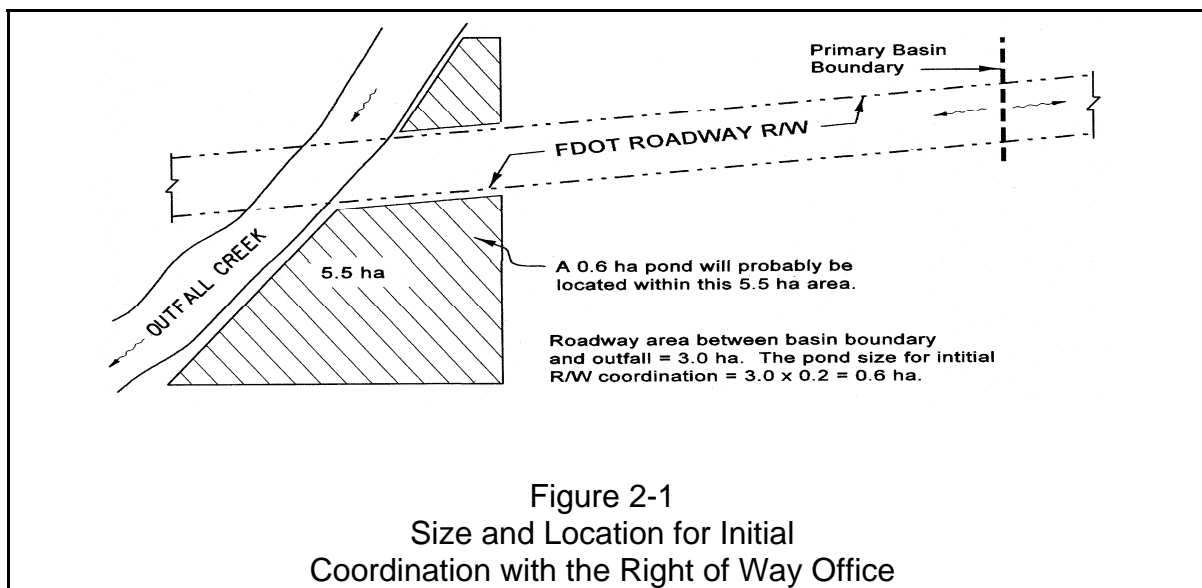 Primary Basin
Boundary
FDOT ROADWAY R/W
OUTFALL CREEK
5.5 ha
A 0.6 ha pond will probably be
located within this 5.5 ha area.
Roadway area between basin boundary
and outfall = 3.0 ha. The pond size for intitial
R/W coordination = 3.0 x 0.2 = 0.6 ha.
Figure 2-1
Size and Location for Initial
Coordination with the Right of Way Office